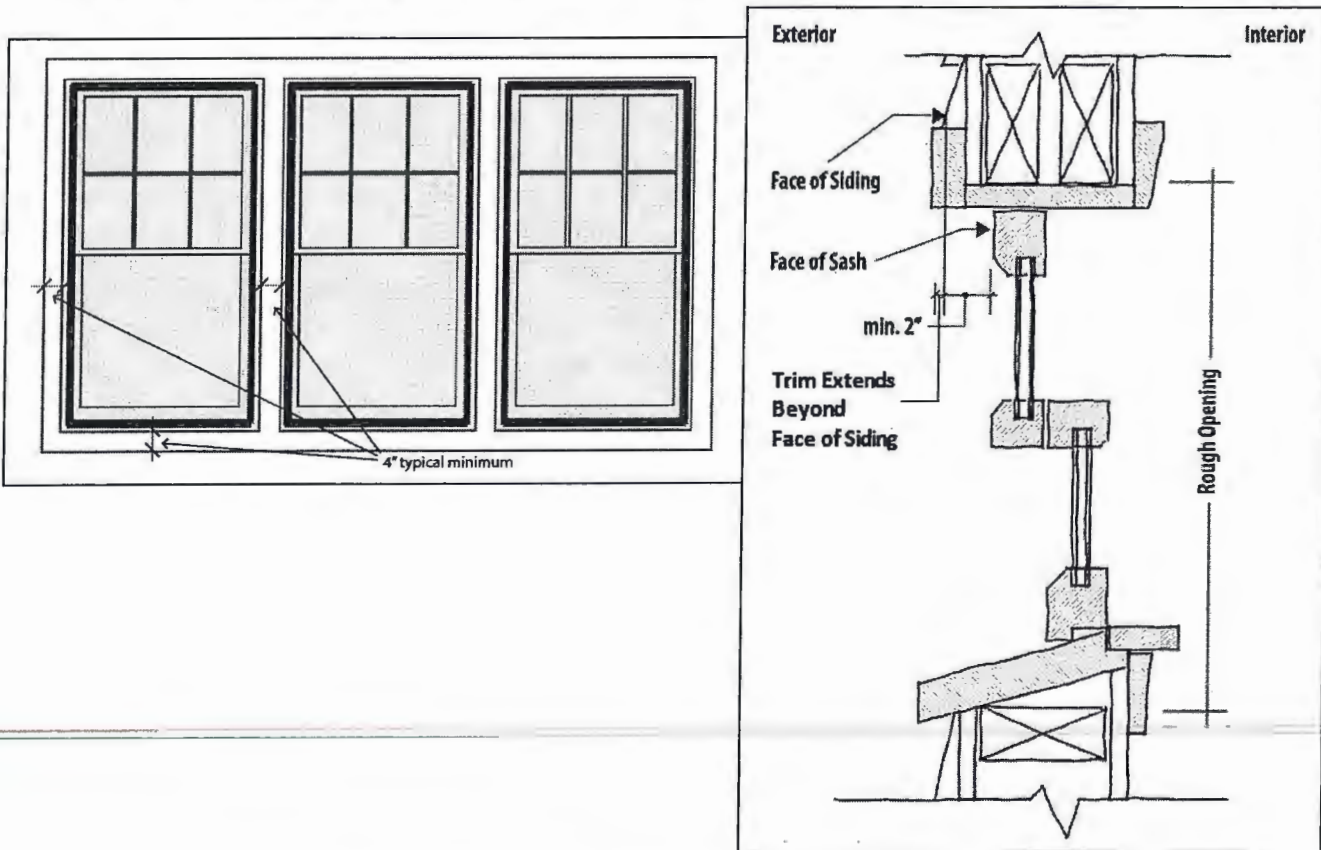 4" typical minimum
Exterior
Interior
Face of Siding
Face of Sash
min. 2"
Trim Extends
Beyond
Face of Siding
Rough Opening